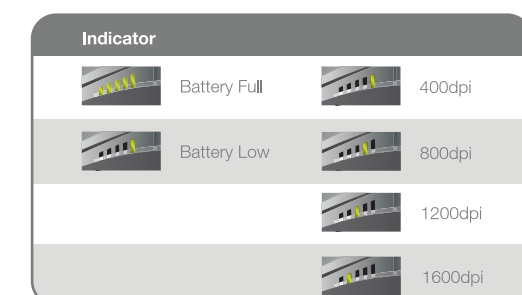 Indicator
Battery Full 400dpi
Battery Low 800dpi
1200dpi
1600dpi